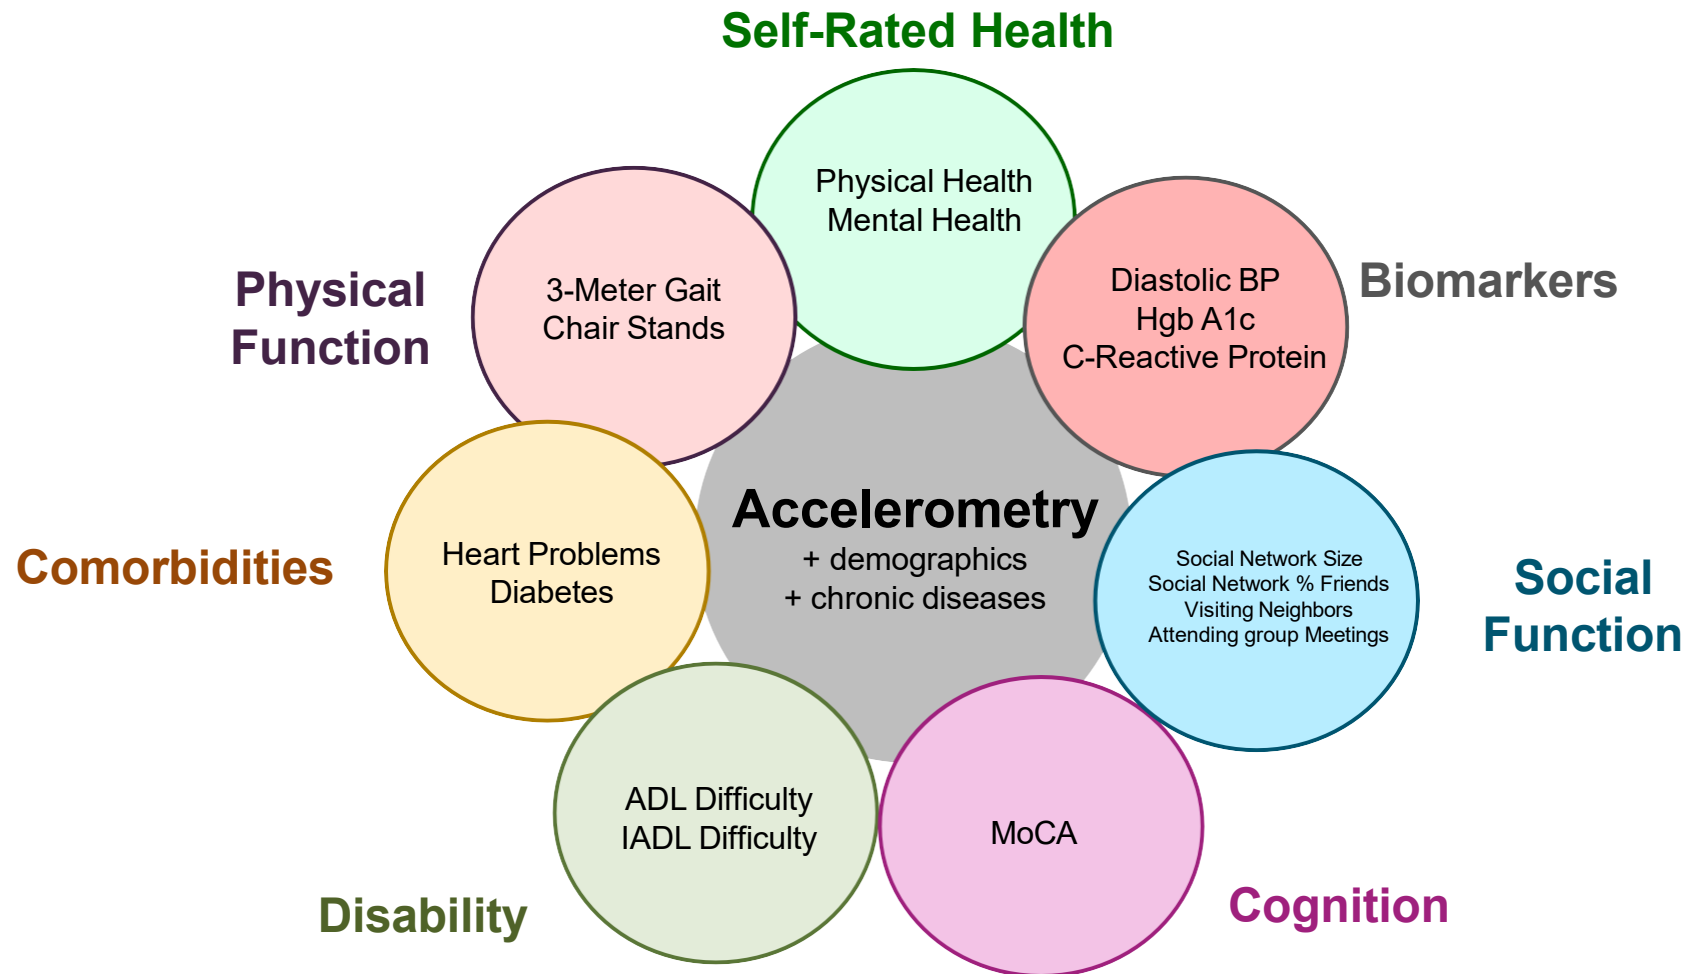 Self-Rated Health
Physical Health
Mental Health
Physical
Function
3-Meter Gait
Chair Stands
Diastolic BP
Hgb A1c
C-Reactive Protein
Biomarkers
Comorbidities
Heart Problems
Diabetes
Accelerometry
+ demographics
+ chronic diseases
Social Network Size
Social Network % Friends
Visiting Neighbors
Attending group Meetings
Social
Function
ADL Difficulty
IADL Difficulty
Disability
MoCA
Cognition